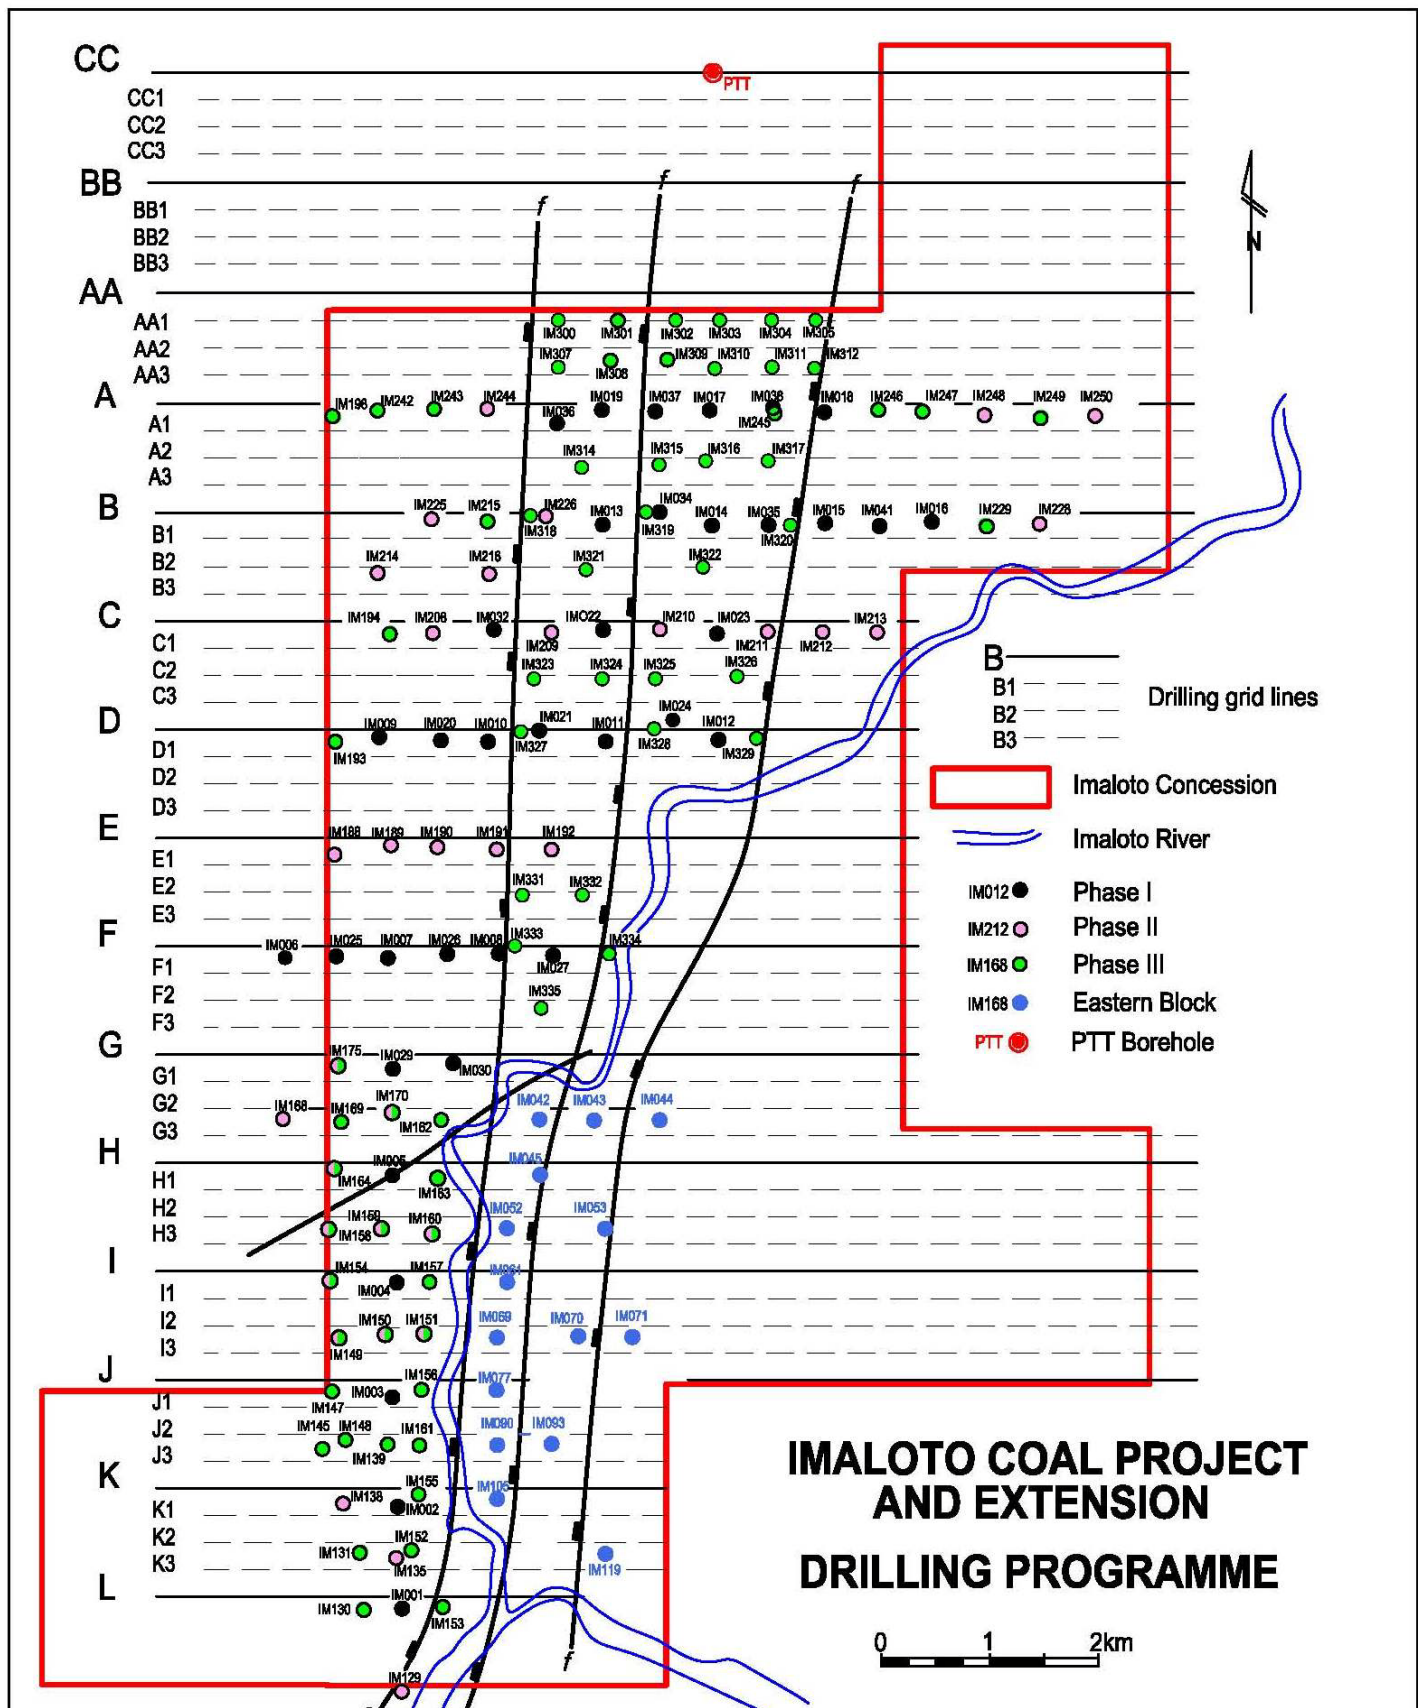 CC
PTT
CC1
CC2
CC3
BB
f f f
BB1
BB2
BB3
N
AA
AA1
IM300 IM301 IM302 IM303 IM304 IM305
AA2
IM307 IM308 IM309 IM310 IM311 IM312
AA3
A
IM196 IM242 IM243 IM244 IM036 IM019 IM037 IM017 IM038 IM245 IM018 IM246 IM247 IM248 IM249 IM250
A1
A2
IM314 IM315 IM316 IM317
A3
B
IM225 IM215 IM318 IM226 IM013 IM319 IM034 IM014 IM035 IM320 IM015 IM041 IM016 IM229 IM228
B1
B2
IM214 IM216 IM321 IM322
B3
C
IM194 IM206 IM032 IM209 IMO22 IM210 IM023 IM211 IM212 IM213
C1
C2
IM323 IM324 IM325 IM326
C3
D
IM193 IM009 IM020 IM010 IM327 IM021 IM011 IM328 IM024 IM012 IM329
D1
D2
D3
E
IM188 IM189 IM190 IM191 IM192
E1
E2
IM331 IM332
E3
F
IM006 IM025 IM007 IM026 IM008 IM333 IM027 IM334
F1
F2
IM335
F3
G
IM175 IM029 IM030
G1
G2
IM168 IM169 IM170 IM162 IM042 IM043 IM044
G3
H
IM164 IM005 IM163 IM045
H1
H2
IM159 IM158 IM160 IM052 IM053
H3
I
IM154 IM004 IM157 IM061
I1
I2
IM149 IM150 IM151 IM069 IM070 IM071
I3
J
IM147 IM003 IM156 IM077
J1
J2
IM145 IM148 IM139 IM161 IM090 IM093
J3
K
IM138 IM155 IM002 IM105
K1
K2
IM131 IM152 IM135 IM119
K3
L
IM130 IM001 IM153
f
IM129
B
B1
B2
B3
Drilling grid lines
Imaloto Concession
Imaloto River
IM012 Phase I
IM212 Phase II
IM168 Phase III
IM168 Eastern Block
PTT PTT Borehole
IMALOTO COAL PROJECT
AND EXTENSION
DRILLING PROGRAMME
0 1 2km